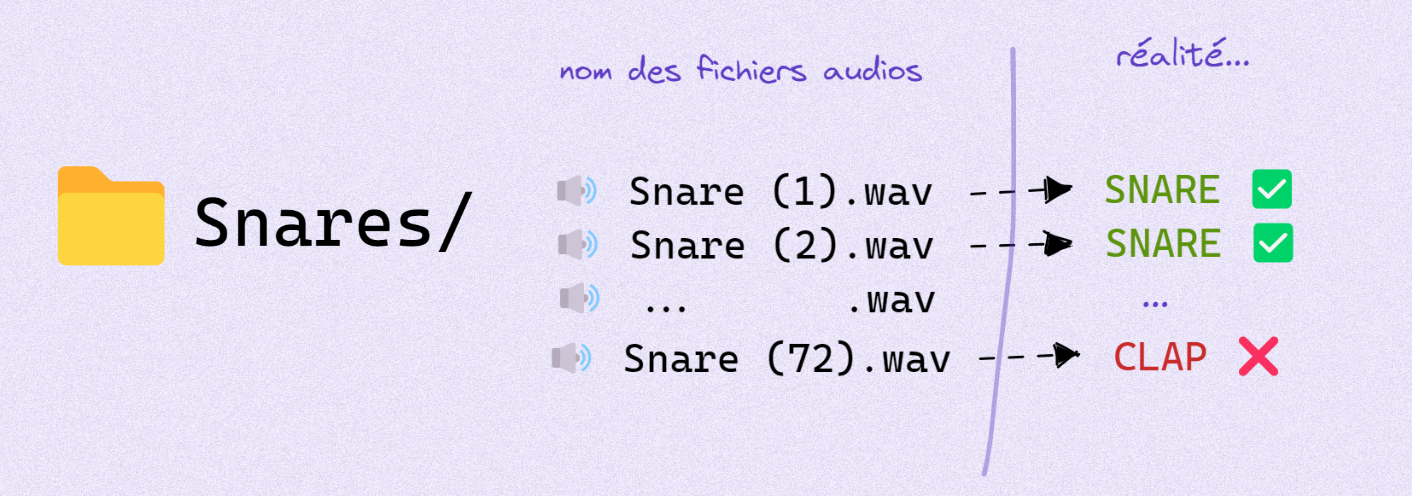 nom des fichiers audios
réalité...
Snares/
Snare (1).wav SNARE
Snare (2).wav SNARE
... .wav ...
Snare (72).wav CLAP